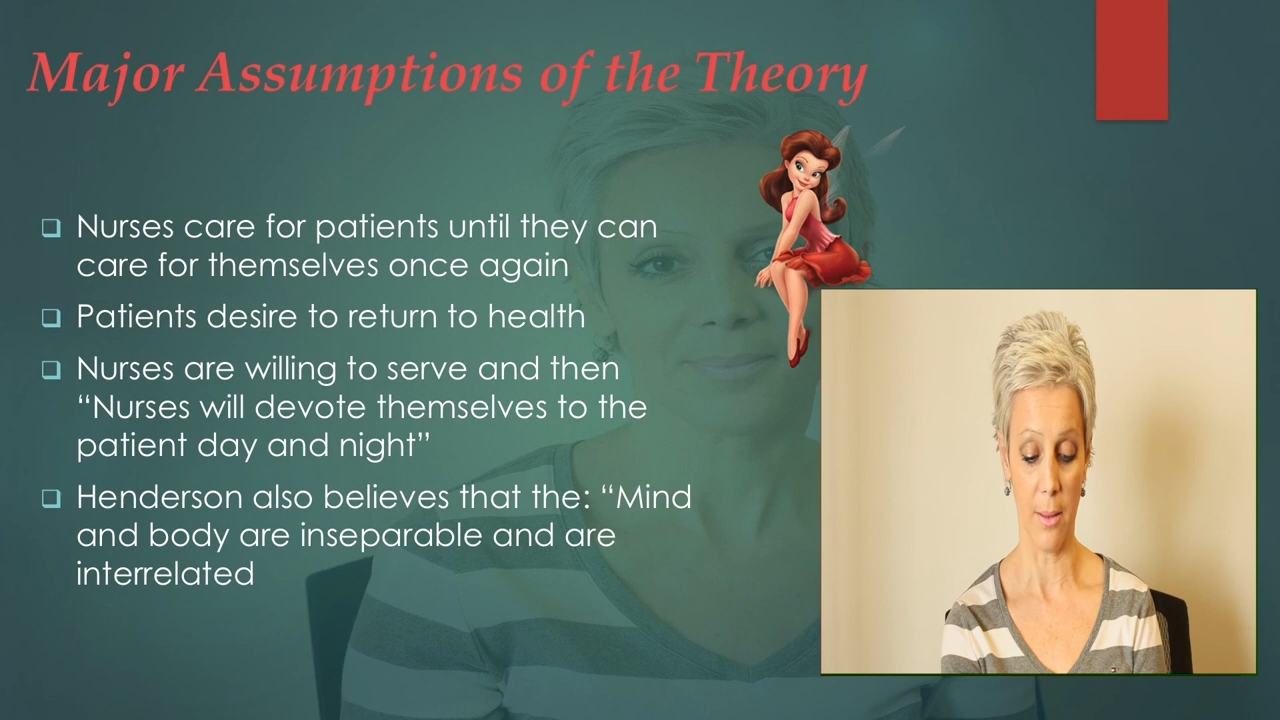 Major Assumptions of the Theory
Nurses care for patients until they can
care for themselves once again
Patients desire to return to health
Nurses are willing to serve and then
“Nurses will devote themselves to the
patient day and night”
Henderson also believes that the: “Mind
and body are inseparable and are
interrelated